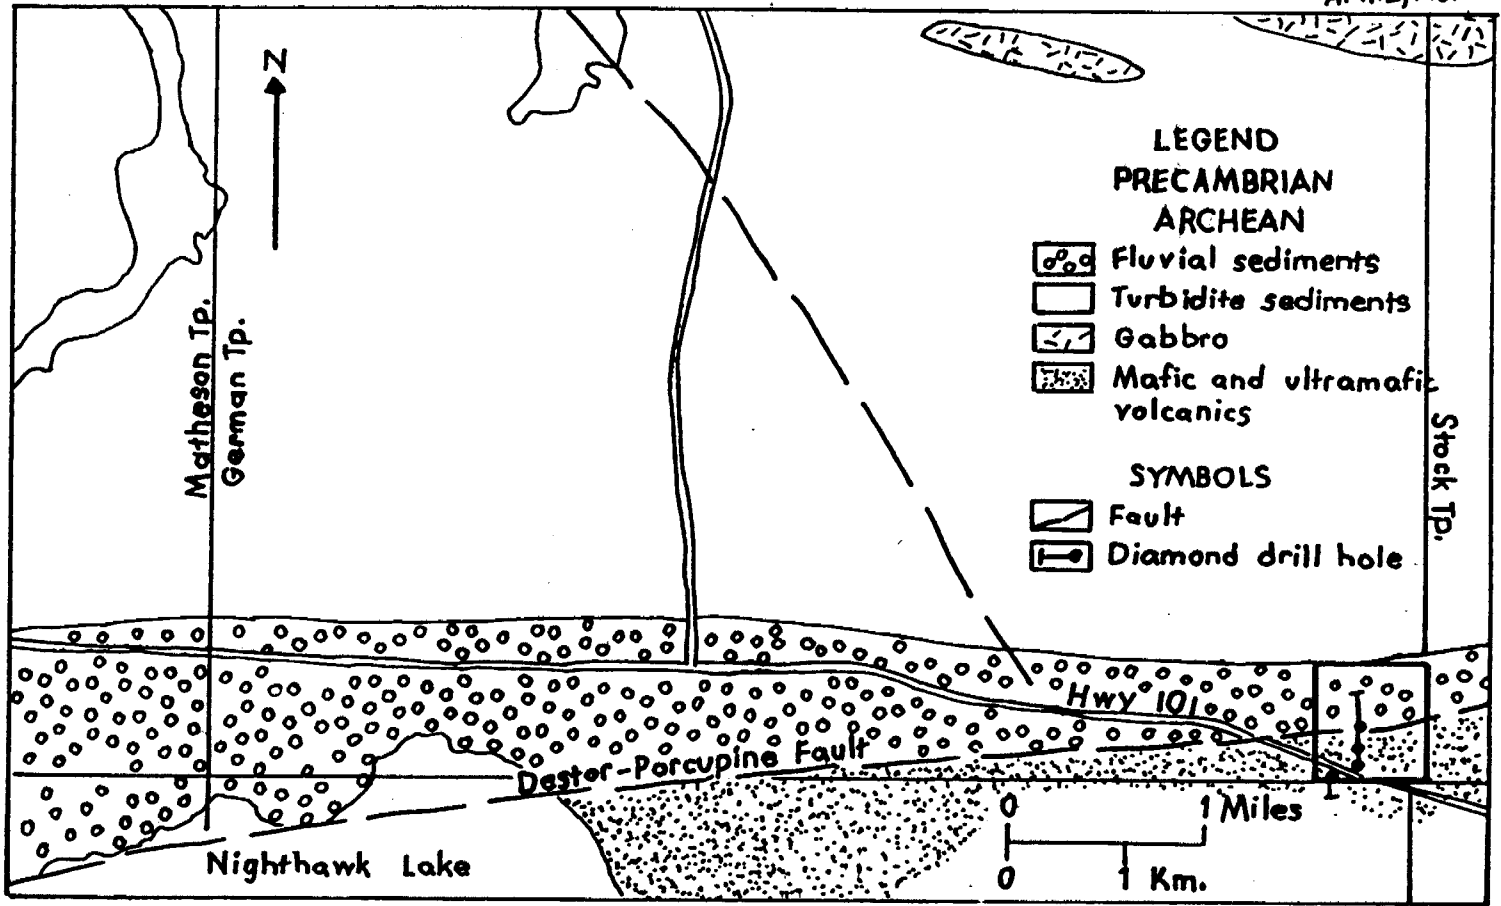 N
LEGEND
PRECAMBRIAN
ARCHEAN
Fluvial sediments
Turbidite sediments
Gabbro
Mafic and ultramafic
volcanics
SYMBOLS
Fault
Diamond drill hole
Matheson Tp.
German Tp.
Stock Tp.
Hwy 101
Destor-Porcupine Fault
Nighthawk Lake
0 1 Miles
0 1 Km.